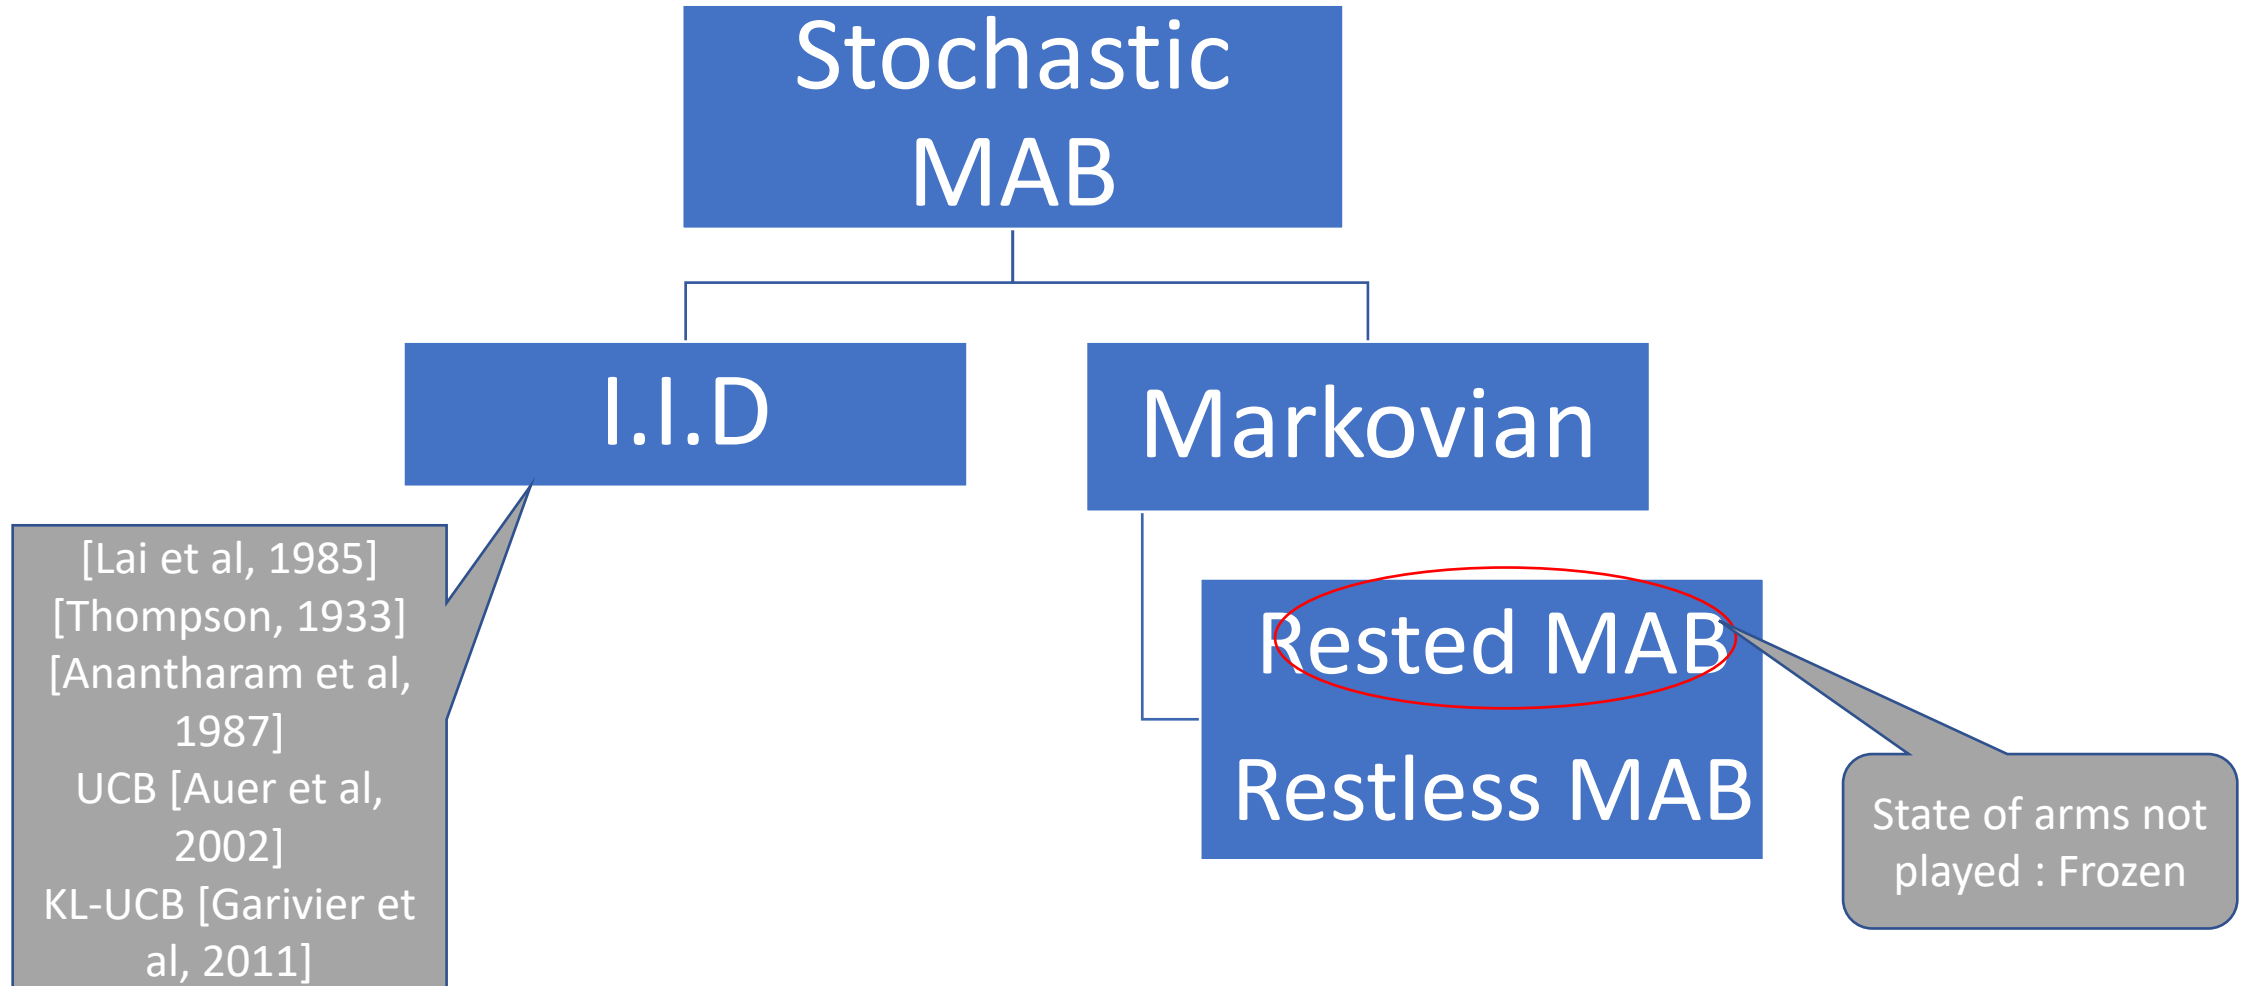 Stochastic
MAB
I.I.D
Markovian
[Lai et al, 1985]
[Thompson, 1933]
[Anantharam et al,
1987]
UCB [Auer et al,
2002]
KL-UCB [Garivier et
al, 2011]
Rested MAB
Restless MAB
State of arms not
played : Frozen